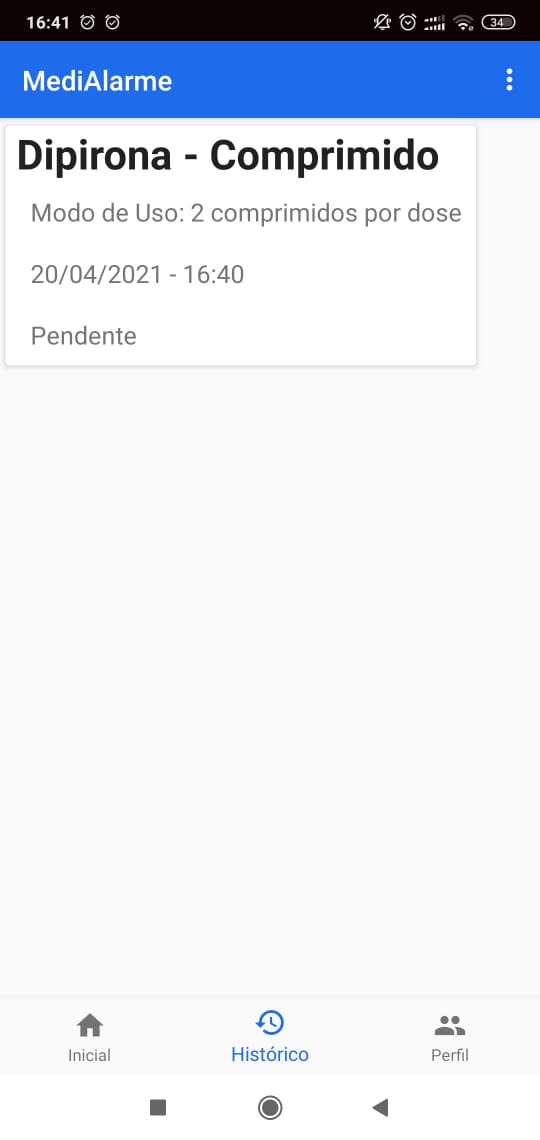 16:41
34
MediAlarme
Dipirona - Comprimido
Modo de Uso: 2 comprimidos por dose
20/04/2021 - 16:40
Pendente
Inicial
Histórico
Perfil